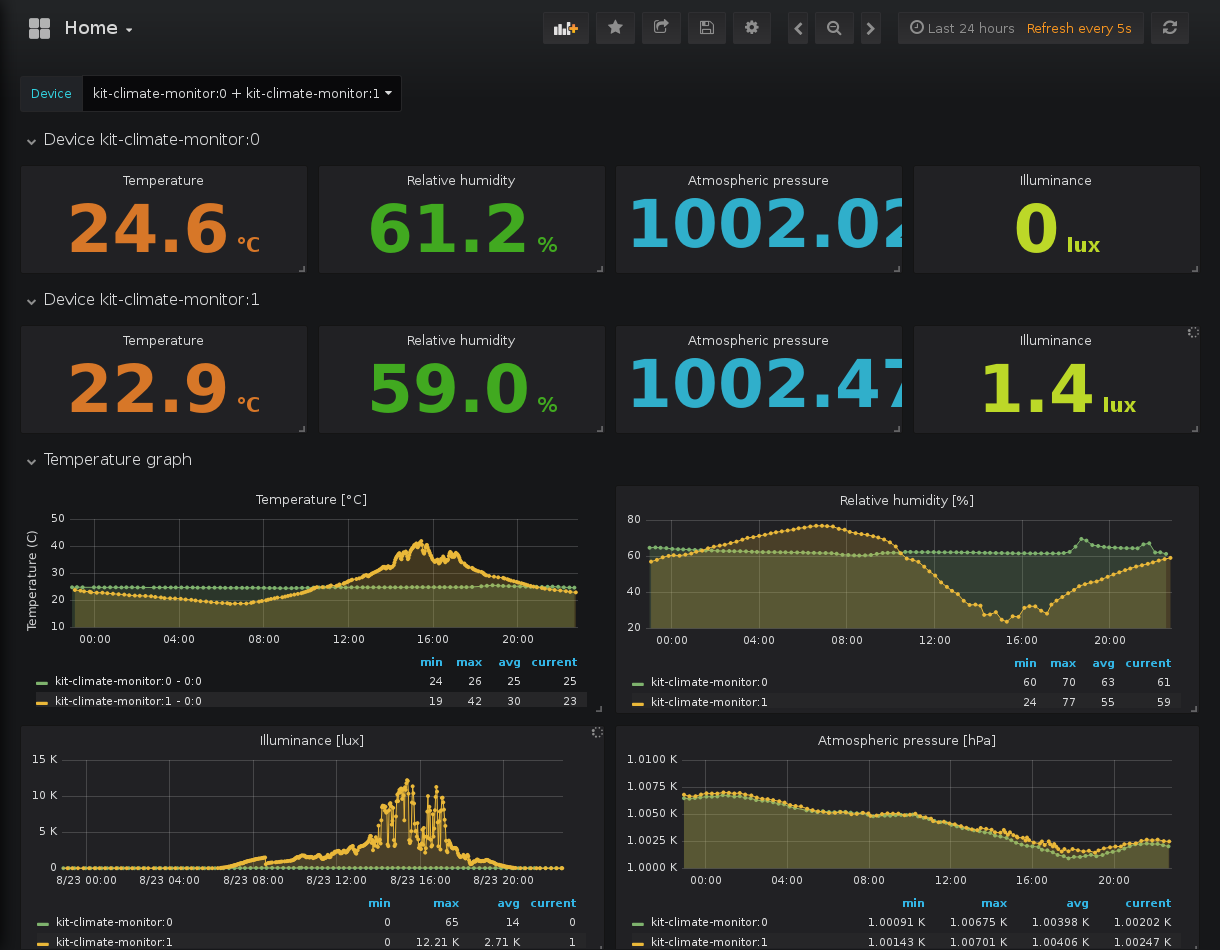 Home
Last 24 hours Refresh every 5s
Device kit-climate-monitor:0 + kit-climate-monitor:1
Device kit-climate-monitor:0
Temperature Relative humidity Atmospheric pressure Illuminance
24.6 °C 61.2 % 1002.02 0 lux
Device kit-climate-monitor:1
Temperature Relative humidity Atmospheric pressure Illuminance
22.9 °C 59.0 % 1002.47 1.4 lux
Temperature graph
Temperature [°C]
Temperature (C)
50
40
30
20
10
00:00 04:00 08:00 12:00 16:00 20:00
min max avg current
kit-climate-monitor:0 - 0:0 24 26 25 25
kit-climate-monitor:1 - 0:0 19 42 30 23
Relative humidity [%]
80
60
40
20
00:00 04:00 08:00 12:00 16:00 20:00
min max avg current
kit-climate-monitor:0 60 70 63 61
kit-climate-monitor:1 24 77 55 59
Illuminance [lux]
15 K
10 K
5 K
0
8/23 00:00 8/23 04:00 8/23 08:00 8/23 12:00 8/23 16:00 8/23 20:00
min max avg current
kit-climate-monitor:0 0 65 14 0
kit-climate-monitor:1 0 12.21 K 2.71 K 1
Atmospheric pressure [hPa]
1.0100 K
1.0075 K
1.0050 K
1.0025 K
1.0000 K
00:00 04:00 08:00 12:00 16:00 20:00
min max avg current
kit-climate-monitor:0 1.00091 K 1.00675 K 1.00398 K 1.00202 K
kit-climate-monitor:1 1.00143 K 1.00701 K 1.00406 K 1.00247 K